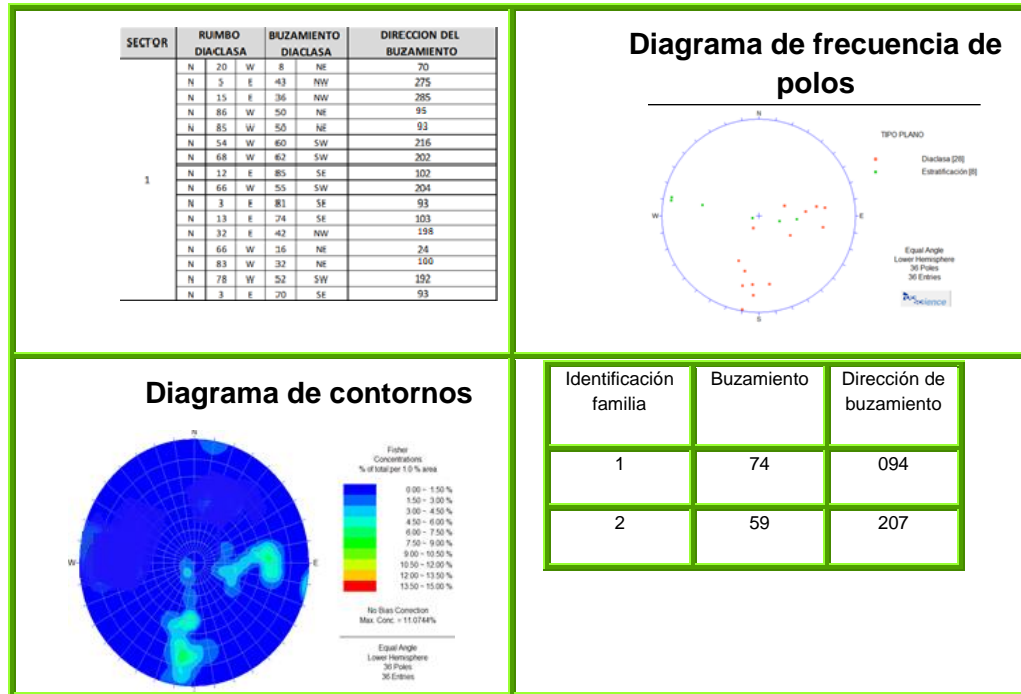 SECTOR RUMBO DIACLASA BUZAMIENTO DIACLASA DIRECCION DEL BUZAMIENTO
1
N 20 W 8 NE 70
N 5 E 43 NW 275
N 15 E 36 NW 285
N 86 W 50 NE 95
N 85 W 50 NE 93
N 54 W 60 SW 216
N 68 W 62 SW 202
N 12 E 85 SE 102
N 66 W 55 SW 204
N 3 E 81 SE 93
N 13 E 74 SE 103
N 32 E 42 NW 198
N 66 W 16 NE 24
N 83 W 32 NE 100
N 78 W 52 SW 192
N 3 E 70 SE 93
Diagrama de frecuencia de
polos
N
W
E
S
TIPO PLANO
Diaclasa [28]
Estratificación [8]
Equal Angle
Lower Hemisphere
36 Poles
36 Entries
Diagrama de contornos
N
W
E
S
Fisher
Concentrations
% of total per 1.0 % area
0.00 ~ 1.50 %
1.50 ~ 3.00 %
3.00 ~ 4.50 %
4.50 ~ 6.00 %
6.00 ~ 7.50 %
7.50 ~ 9.00 %
9.00 ~ 10.50 %
10.50 ~ 12.00 %
12.00 ~ 13.50 %
13.50 ~ 15.00 %
No Bias Correction
Max. Conc. = 11.0744%
Equal Angle
Lower Hemisphere
36 Poles
36 Entries
Identificación familia Buzamiento Dirección de buzamiento
1 74 094
2 59 207